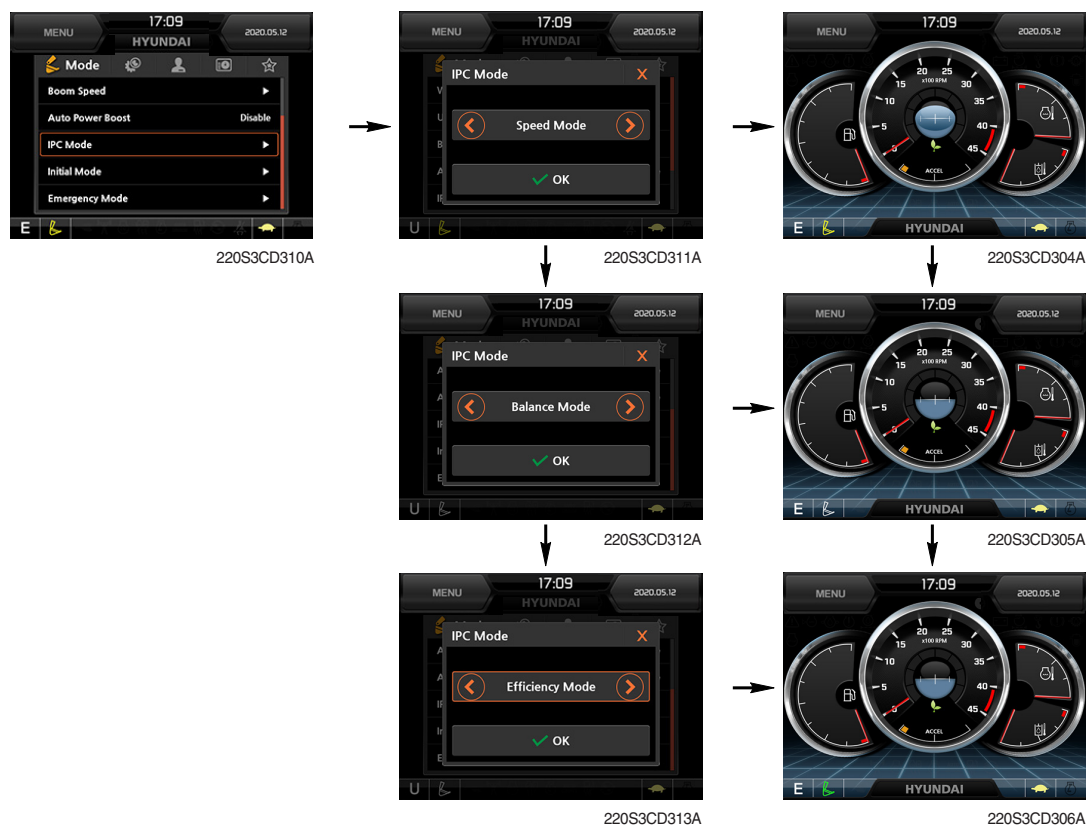 MENU
17:09
HYUNDAI
2020.05.12
Mode
Boom Speed
Auto Power Boost Disable
IPC Mode
Initial Mode
Emergency Mode
E
220S3CD310A
MENU
17:09
HYUNDAI
2020.05.12
IPC Mode X
Speed Mode
OK
U
220S3CD311A
MENU
17:09
2020.05.12
20 25
x100 RPM
15 30
10 35
5 40
0 45
ACCEL
E HYUNDAI
220S3CD304A
MENU
17:09
HYUNDAI
2020.05.12
IPC Mode X
Balance Mode
OK
U
220S3CD312A
MENU
17:09
2020.05.12
20 25
x100 RPM
15 30
10 35
5 40
0 45
ACCEL
E HYUNDAI
220S3CD305A
MENU
17:09
HYUNDAI
2020.05.12
IPC Mode X
Efficiency Mode
OK
U
220S3CD313A
MENU
17:09
2020.05.12
20 25
x100 RPM
15 30
10 35
5 40
0 45
ACCEL
E HYUNDAI
220S3CD306A